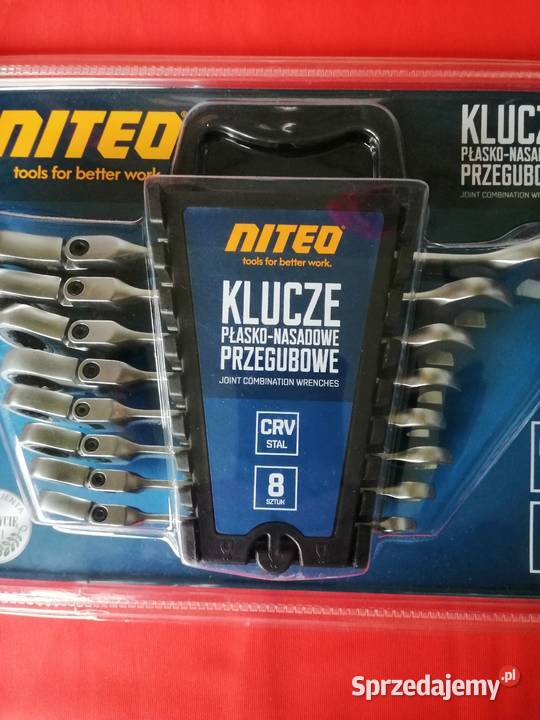 NITEO
tools for better work.
KLUCZE
PŁASKO-NASADOWE
PRZEGUBOWE
JOINT COMBINATION WRENCHES
CRV
STAL
8
SZTUK
NITEO
tools for better work.
KLUCZ
PŁASKO-NASA
PRZEGUBO
JOINT COMBINATION WREN
Sprzedajemy.pl